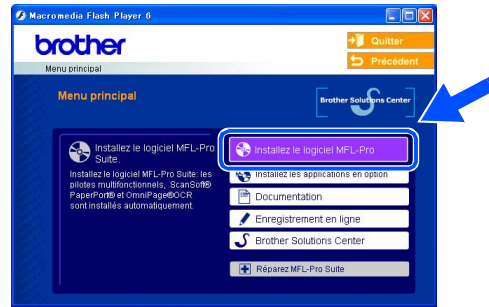 Macromedia Flash Player 6
brother
Quitter
Précédent
Menu principal
Menu principal
Brother Solutions Center
Installez le logiciel MFL-Pro
Suite.
Installez le logiciel MFL-Pro Suite: les
pilotes multifonctionnels, ScanSoft®
PaperPort® et OmniPage®OCR
sont installés automatiquement.
Installez le logiciel MFL-Pro
Installez les applications en option
Documentation
Enregistrement en ligne
Brother Solutions Center
Réparez MFL-Pro Suite